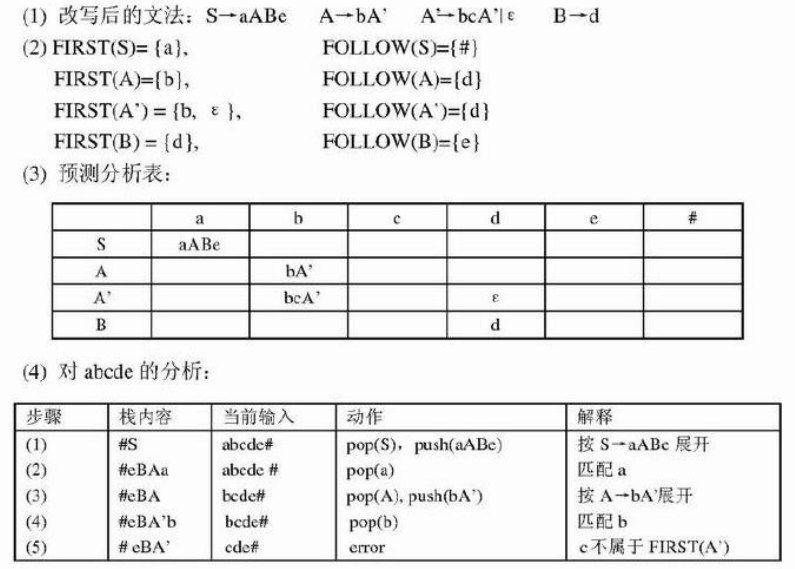 (1) 改写后的文法：S→aABe A→bA' A'→bcA'|ε B→d
(2) FIRST(S)= {a}, FOLLOW(S)={#}
FIRST(A)={b}, FOLLOW(A)={d}
FIRST(A') = {b, ε}, FOLLOW(A')={d}
FIRST(B) = {d}, FOLLOW(B)={e}
(3) 预测分析表：
a b c d e #
S aABe
A bA'
A' bcA' ε
B d
(4) 对 abcde 的分析：
步骤 栈内容 当前输入 动作 解释
(1) #S abcde# pop(S)，push(aABe) 按 S→aABe 展开
(2) #eBAa abcde # pop(a) 匹配 a
(3) #eBA bcde# pop(A), push(bA') 按 A→bA'展开
(4) #eBA'b bcde# pop(b) 匹配 b
(5) # eBA' cde# error c 不属于 FIRST(A')